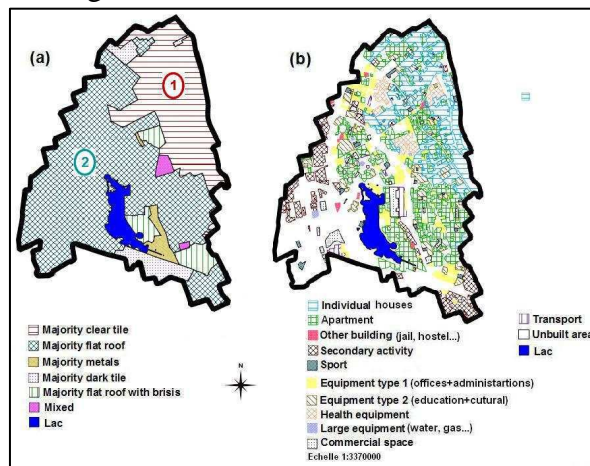 (a)
1
2
Majority clear tile
Majority flat roof
Majority metals
Majority dark tile
Majority flat roof with brisis
Mixed
Lac
N
(b)
Individual houses
Apartment
Other building (jail, hostel...)
Secondary activity
Sport
Equipment type 1 (offices+administartions)
Equipment type 2 (education+cutural)
Health equipment
Large equipment (water, gas...)
Commercial space
Echelle 1:3370000
Transport
Unbuilt area
Lac